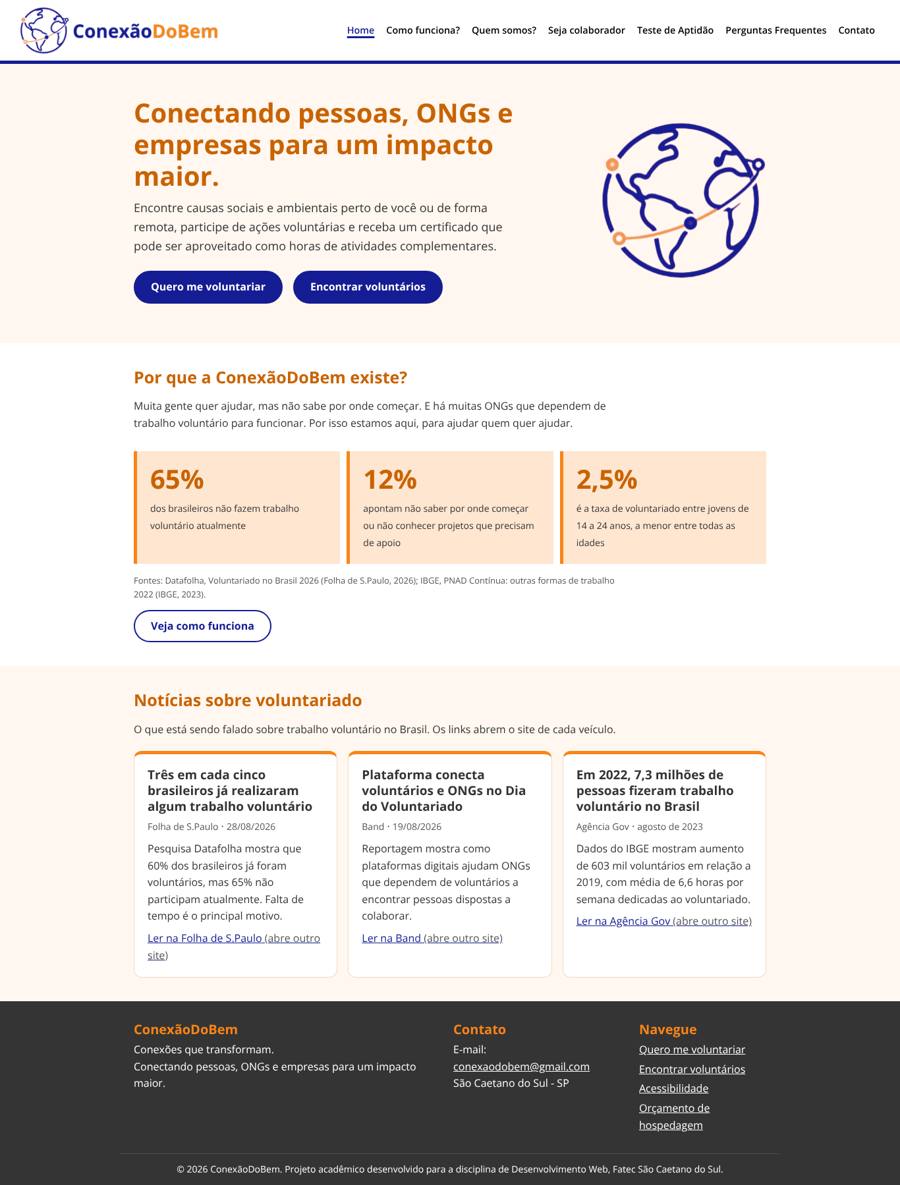 ConexãoDoBem
Home Como funciona? Quem somos? Seja colaborador Teste de Aptidão Perguntas Frequentes Contato
Conectando pessoas, ONGs e
empresas para um impacto
maior.
Encontre causas sociais e ambientais perto de você ou de forma
remota, participe de ações voluntárias e receba um certificado que
pode ser aproveitado como horas de atividades complementares.
Quero me voluntariar
Encontrar voluntários
Por que a ConexãoDoBem existe?
Muita gente quer ajudar, mas não sabe por onde começar. E há muitas ONGs que dependem de
trabalho voluntário para funcionar. Por isso estamos aqui, para ajudar quem quer ajudar.
65%
dos brasileiros não fazem trabalho
voluntário atualmente
12%
apontam não saber por onde começar
ou não conhecer projetos que precisam
de apoio
2,5%
é a taxa de voluntariado entre jovens de
14 a 24 anos, a menor entre todas as
idades
Fontes: Datafolha, Voluntariado no Brasil 2026 (Folha de S.Paulo, 2026); IBGE, PNAD Contínua: outras formas de trabalho
2022 (IBGE, 2023).
Veja como funciona
Notícias sobre voluntariado
O que está sendo falado sobre trabalho voluntário no Brasil. Os links abrem o site de cada veículo.
Três em cada cinco
brasileiros já realizaram
algum trabalho voluntário
Folha de S.Paulo · 28/08/2026
Pesquisa Datafolha mostra que
60% dos brasileiros já foram
voluntários, mas 65% não
participam atualmente. Falta de
tempo é o principal motivo.
Ler na Folha de S.Paulo (abre outro
site)
Plataforma conecta
voluntários e ONGs no Dia
do Voluntariado
Band · 19/08/2026
Reportagem mostra como
plataformas digitais ajudam ONGs
que dependem de voluntários a
encontrar pessoas dispostas a
colaborar.
Ler na Band (abre outro site)
Em 2022, 7,3 milhões de
pessoas fizeram trabalho
voluntário no Brasil
Agência Gov · agosto de 2023
Dados do IBGE mostram aumento
de 603 mil voluntários em relação a
2019, com média de 6,6 horas por
semana dedicadas ao voluntariado.
Ler na Agência Gov (abre outro site)
ConexãoDoBem
Conexões que transformam.
Conectando pessoas, ONGs e empresas para um impacto
maior.
Contato
E-mail:
conexaodobem@gmail.com
São Caetano do Sul - SP
Navegue
Quero me voluntariar
Encontrar voluntários
Acessibilidade
Orçamento de
hospedagem
© 2026 ConexãoDoBem. Projeto acadêmico desenvolvido para a disciplina de Desenvolvimento Web, Fatec São Caetano do Sul.